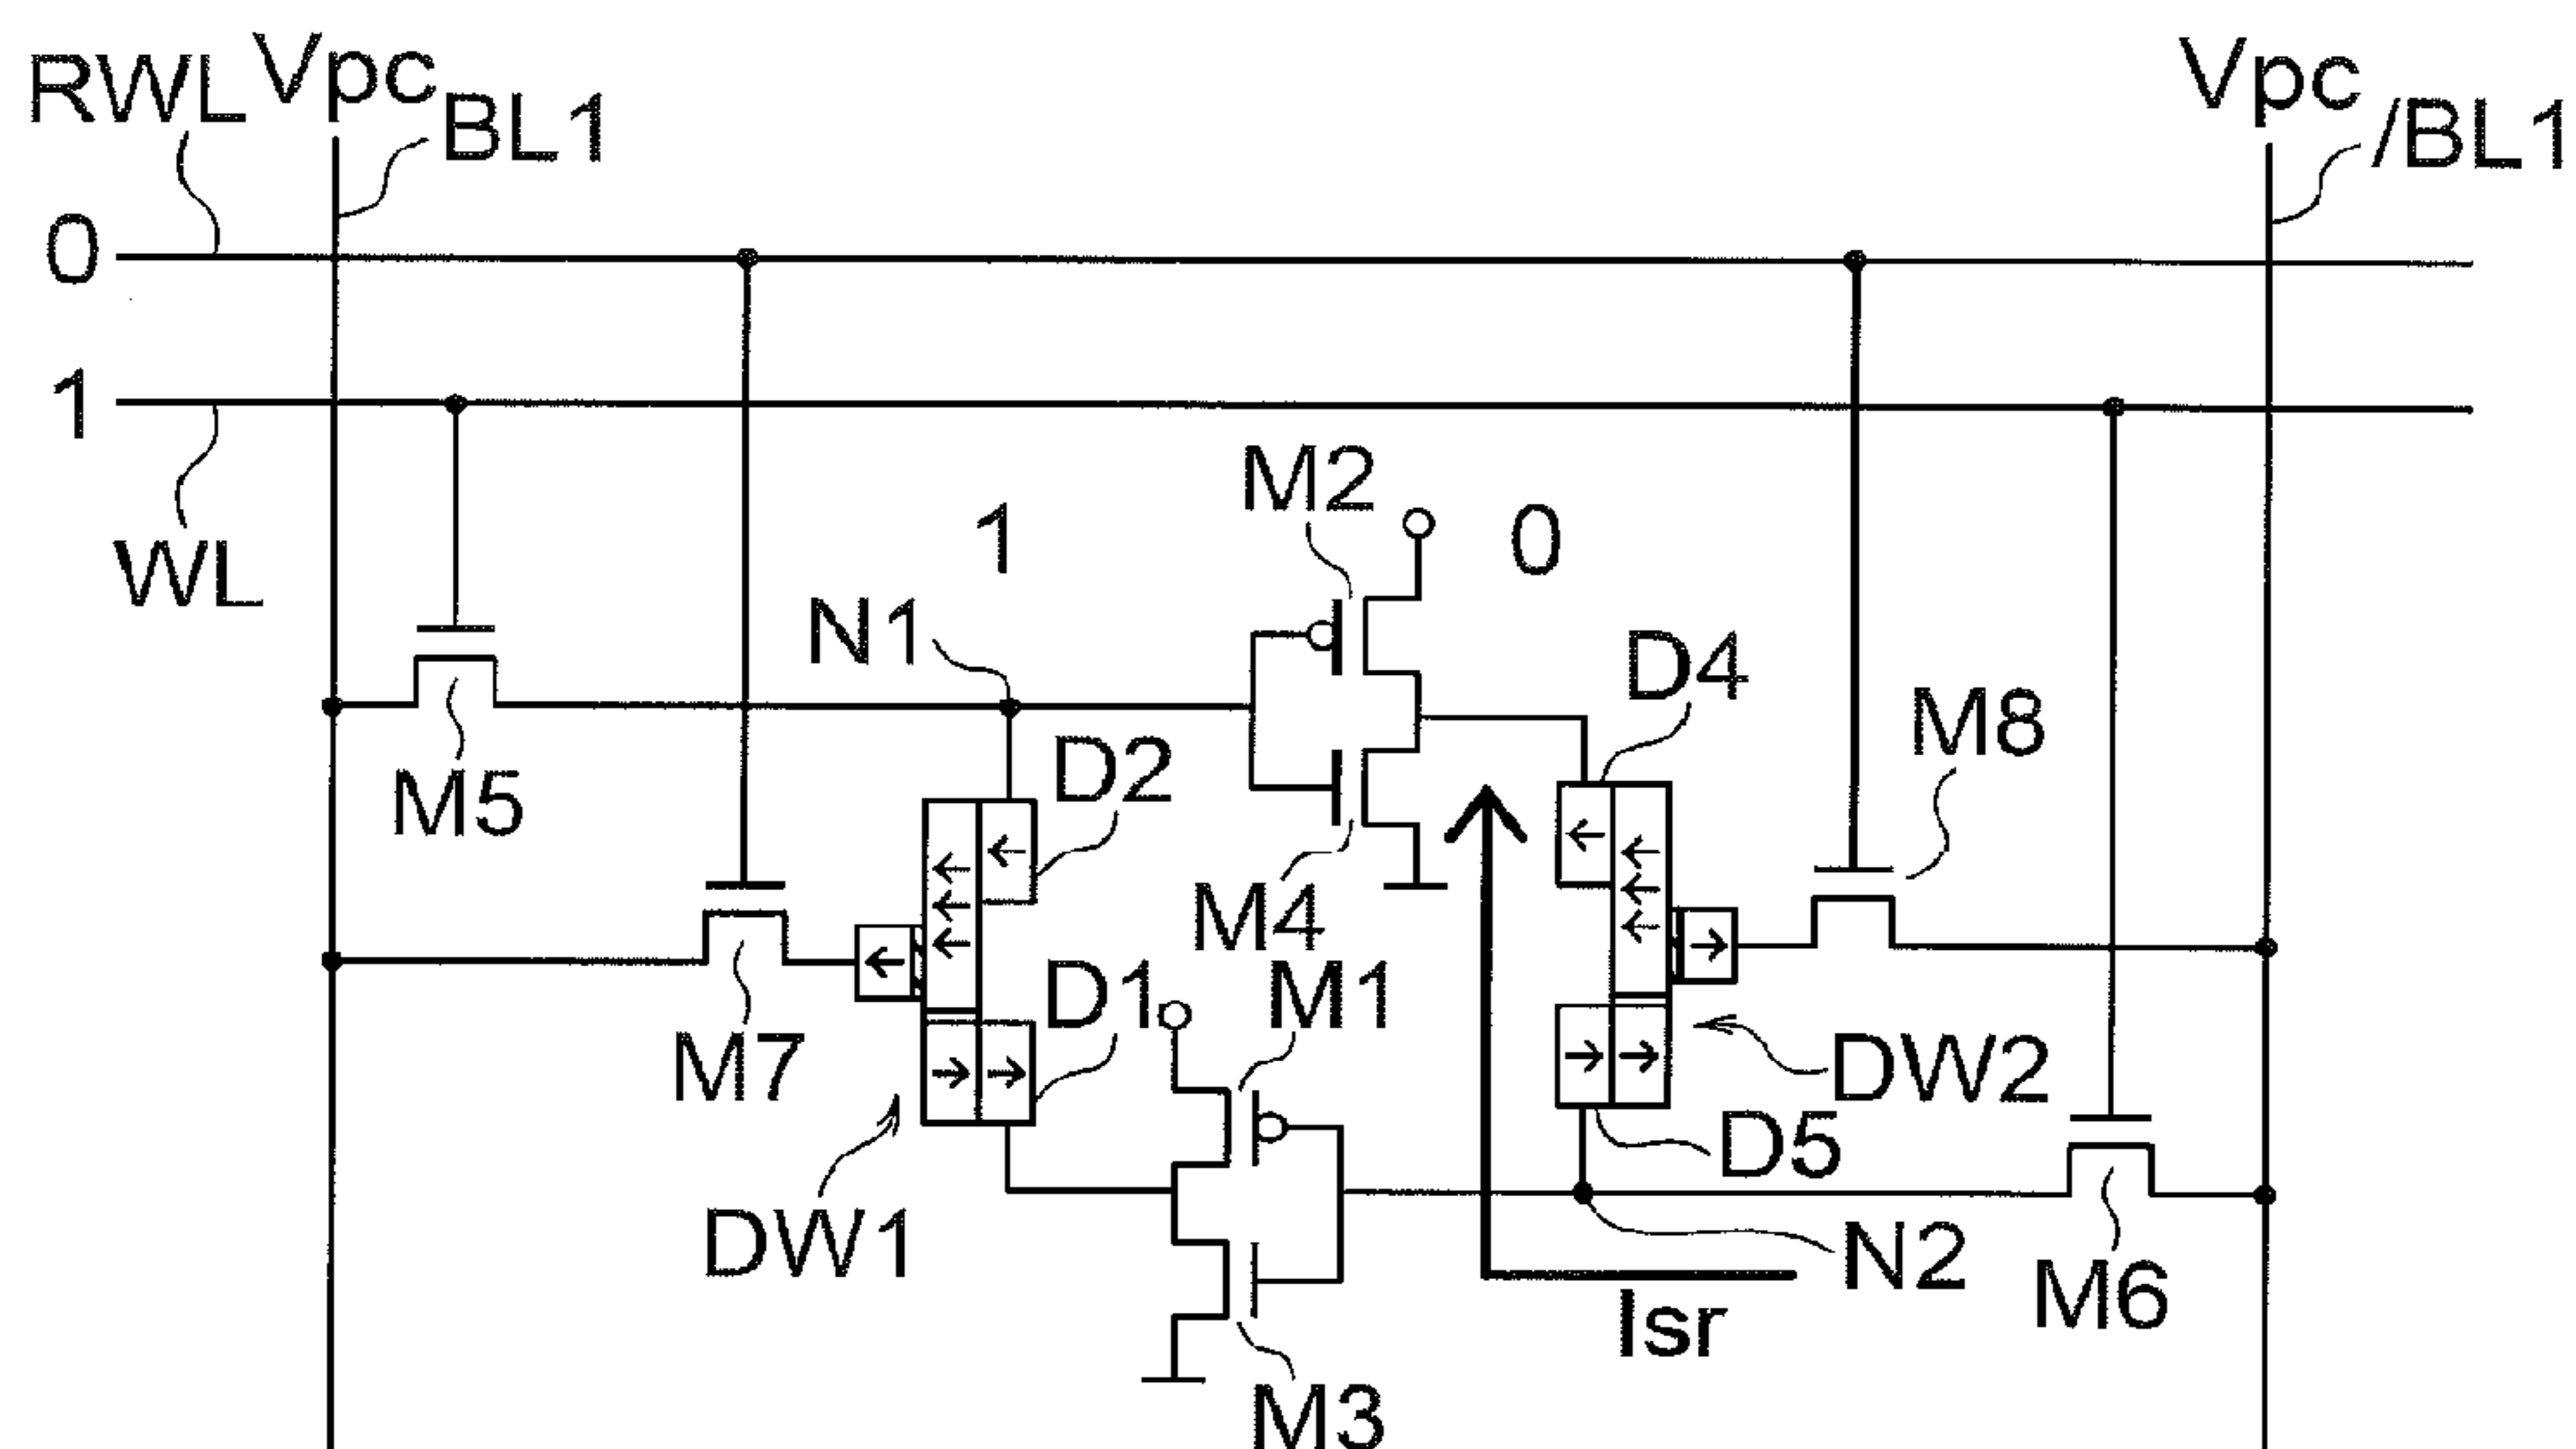 RWL Vpc BL1 Vpc /BL1
0
1
WL
M2
1 0
N1
D4
M8
D2
M5
M4
D1 M1
M7
DW2
D5
DW1
N2
M6
Isr
M3